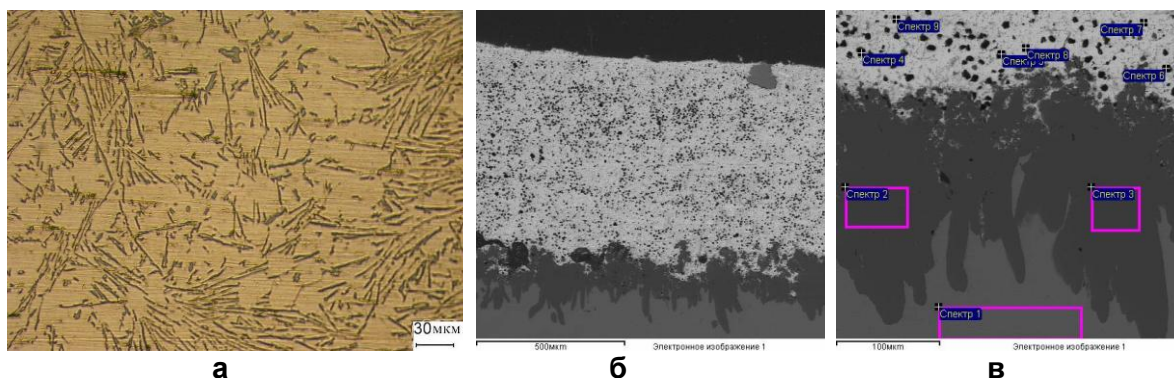 30мкм
а
500мкm
Электронное изображение 1
б
Спектр 9
Спектр 7
Спектр 4
Спектр 8
Спектр 5
Спектр 6
Спектр 2
Спектр 3
Спектр 1
100мкm
Электронное изображение 1
в